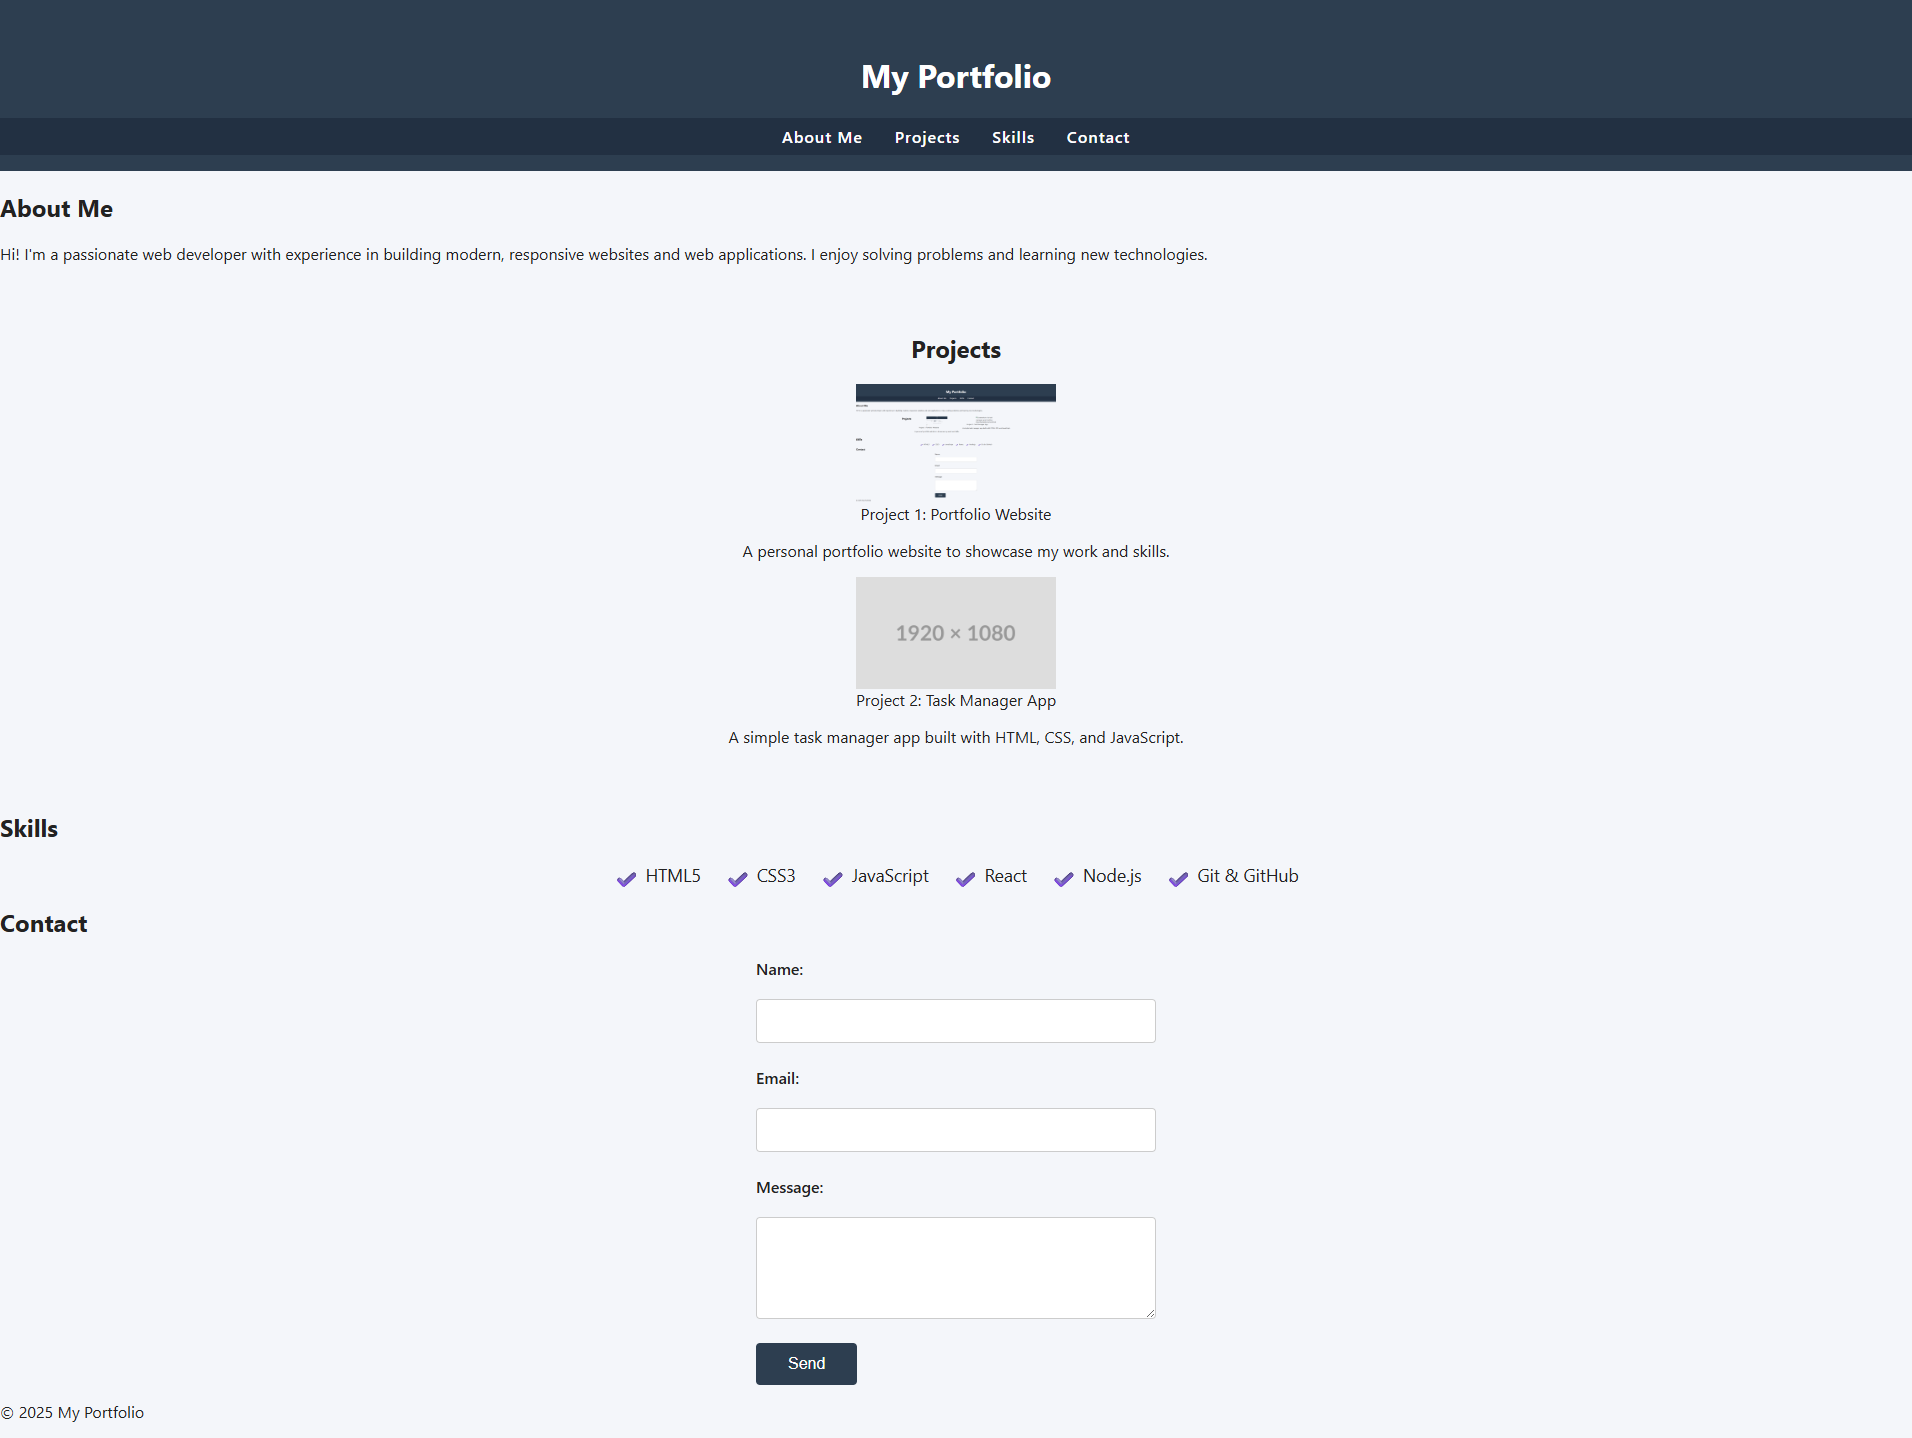 My Portfolio
About Me Projects Skills Contact
About Me
Hi! I'm a passionate web developer with experience in building modern, responsive websites and web applications. I enjoy solving problems and learning new technologies.
Projects
My Portfolio
Project 1: Portfolio Website
A personal portfolio website to showcase my work and skills.
1920 × 1080
Project 2: Task Manager App
A simple task manager app built with HTML, CSS, and JavaScript.
Skills
HTML5 CSS3 JavaScript React Node.js Git & GitHub
Contact
Name:
Email:
Message:
Send
© 2025 My Portfolio